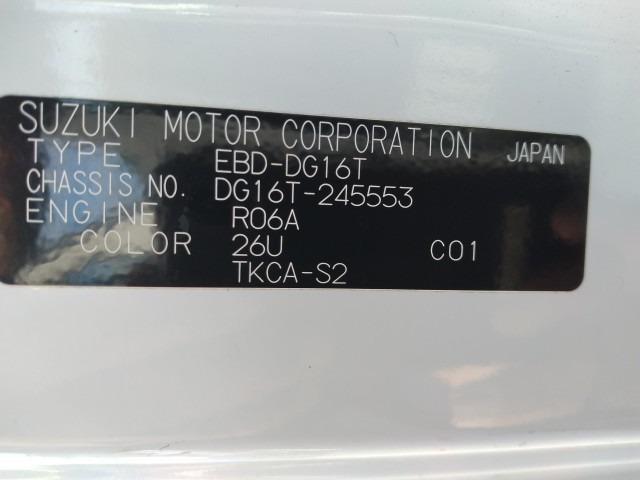 SUZUKI MOTOR CORPORATION JAPAN
TYPE EBD-DG16T
CHASSIS NO. DG16T-245553
ENGINE R06A
COLOR 26U C01
TKCA-S2